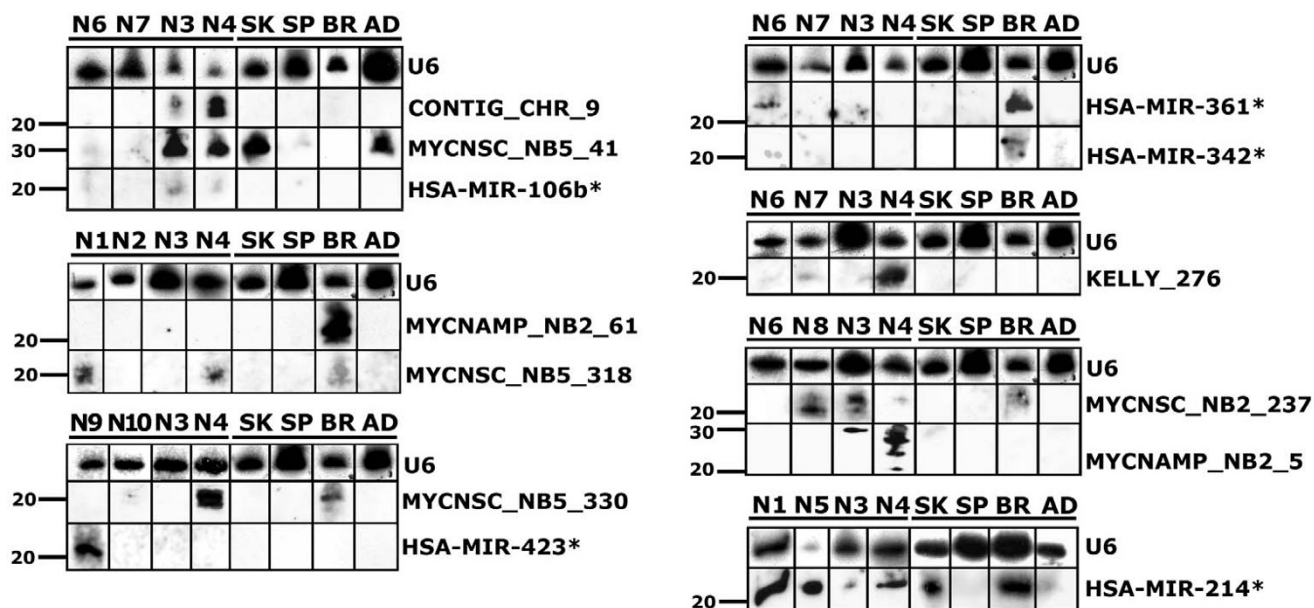 N6 N7 N3 N4 SK SP BR AD
U6
CONTIG_CHR_9
20
MYCNSC_NB5_41
30
HSA-MIR-106b*
20
N1 N2 N3 N4 SK SP BR AD
U6
MYCNAMP_NB2_61
20
MYCNSC_NB5_318
20
N9 N10 N3 N4 SK SP BR AD
U6
20 MYCNSC_NB5_330
HSA-MIR-423*
20
N6 N7 N3 N4 SK SP BR AD
U6
HSA-MIR-361*
20
HSA-MIR-342*
20
N6 N7 N3 N4 SK SP BR AD
U6
20 KELLY_276
N6 N8 N3 N4 SK SP BR AD
U6
MYCNSC_NB2_237
20
30
MYCNAMP_NB2_5
20
N1 N5 N3 N4 SK SP BR AD
U6
HSA-MIR-214*
20